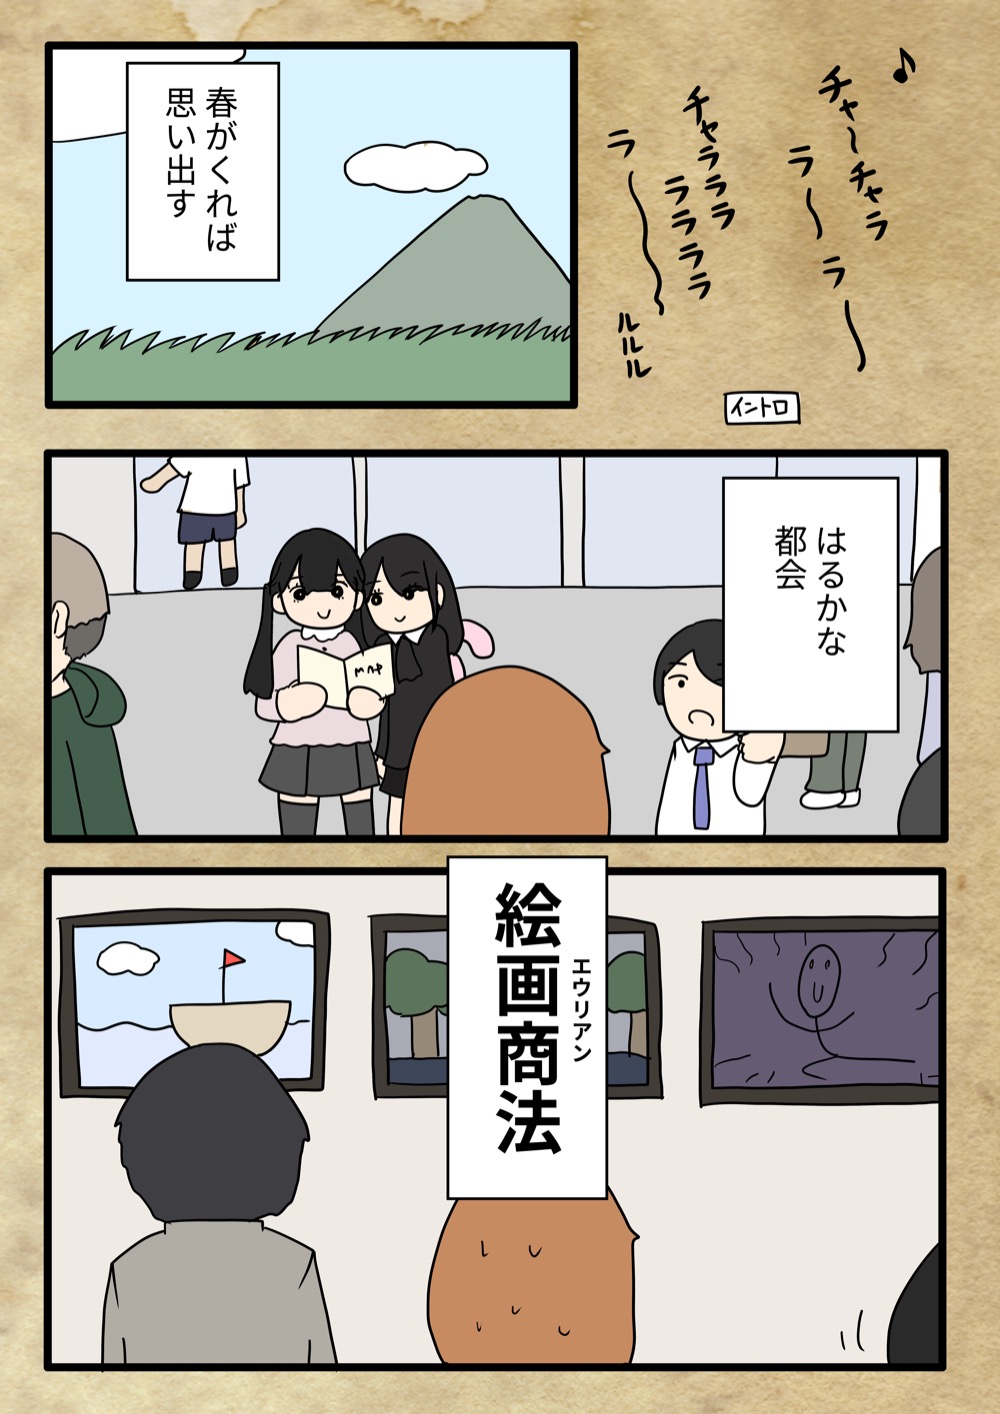 ♪
チャ〜チャラ
ラ〜ラ〜
チャラララ
ララララ
ラ〜
ルルル
イントロ
春がくれば
思い出す
はるかな
都会
MAP
絵画商法
エウリアン